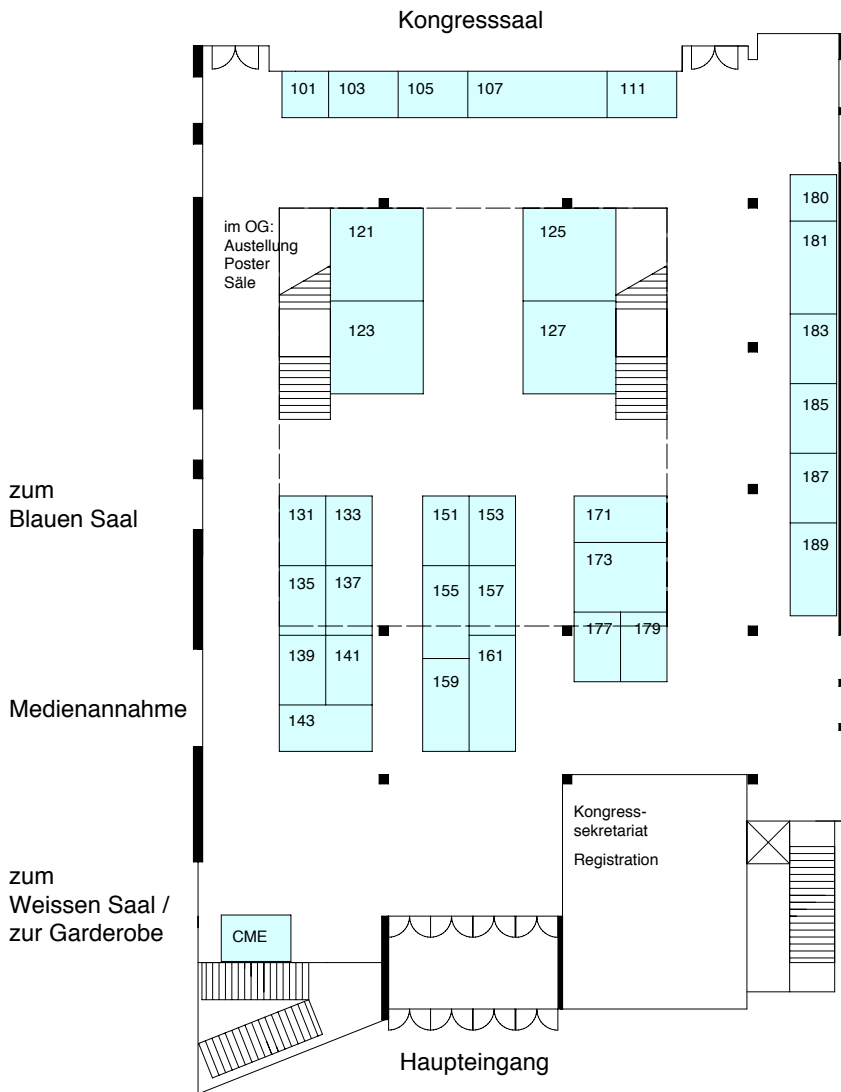 Kongresssaal
101 103 105 107 111
180
im OG:
Austellung
Poster
Säle
121 125
181
123 127
183
185
zum
Blauen Saal
187
131 133 151 153 171
189
173
135 137 155 157
177 179
139 141 159 161
Medienannahme
143
Kongress-
sekretariat
Registration
zum
Weissen Saal /
zur Garderobe
CME
Haupteingang